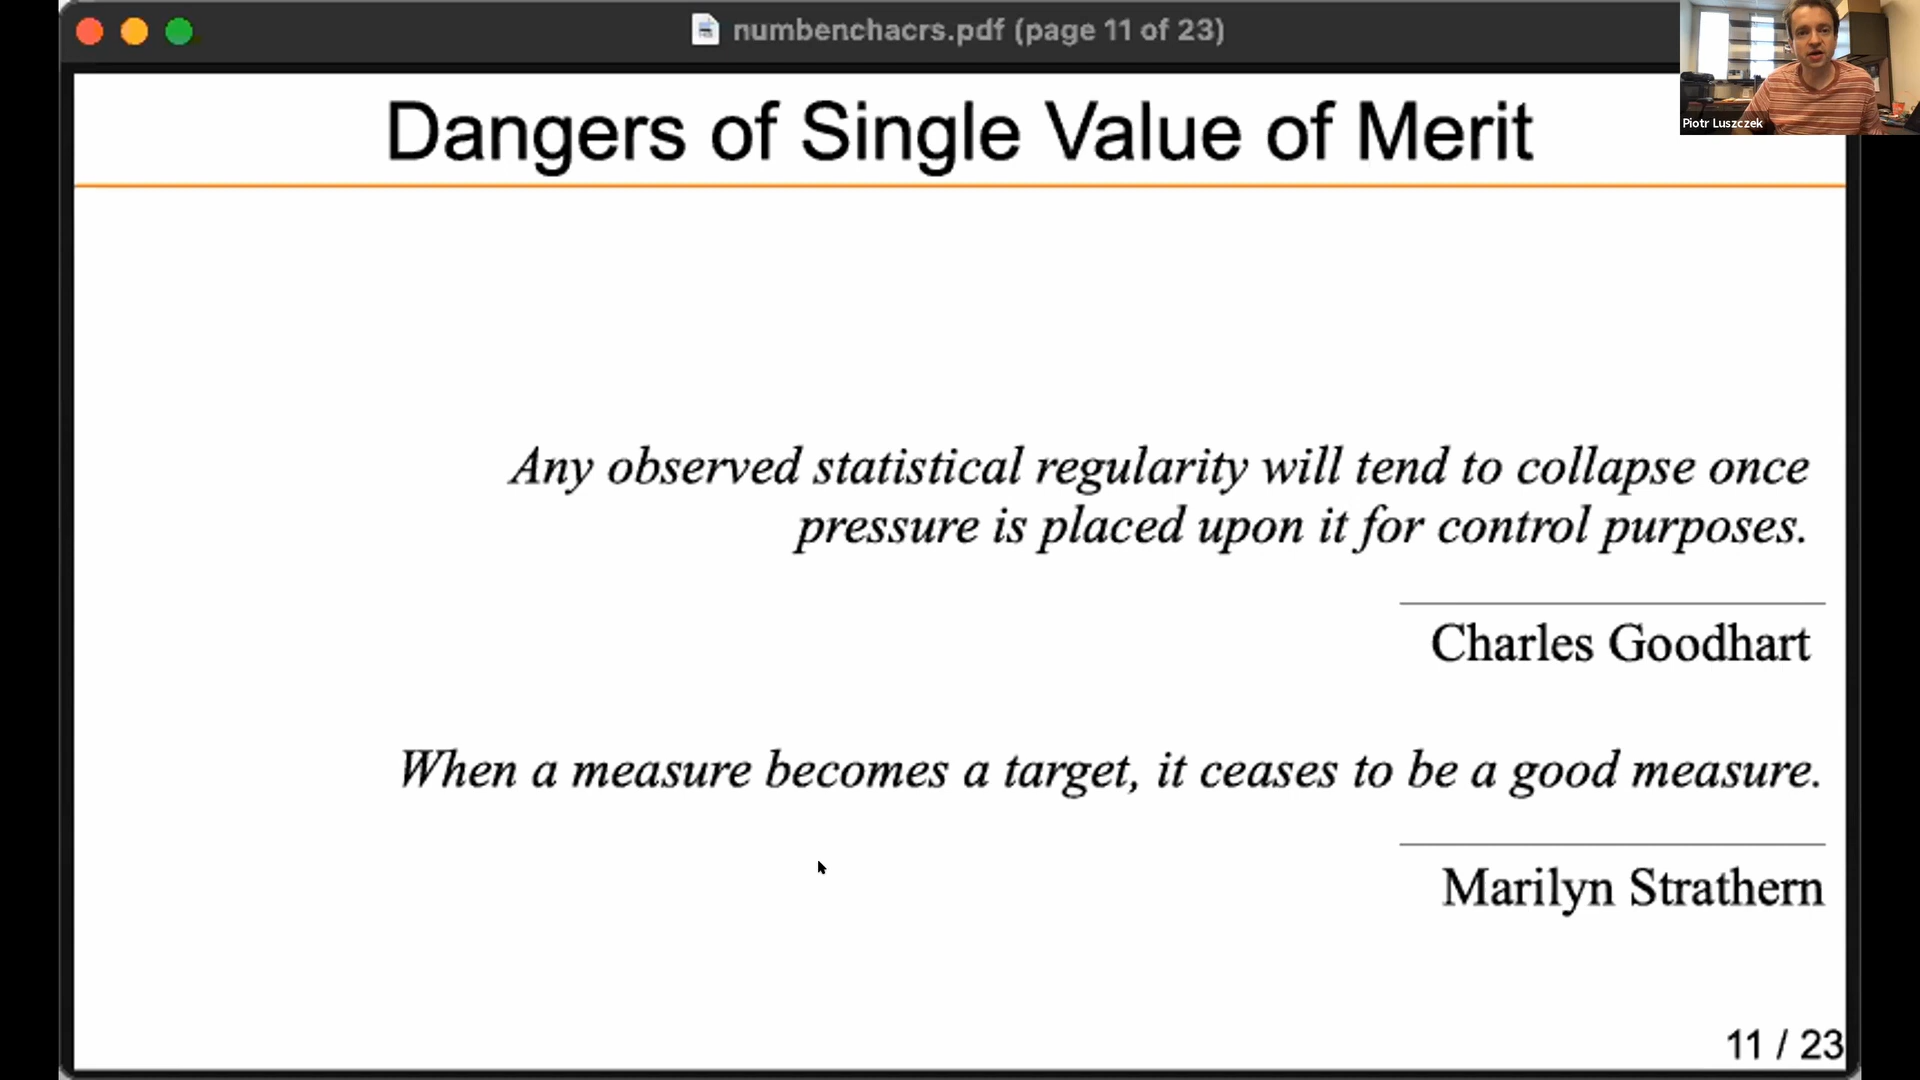 numbenchacrs.pdf (page 11 of 23)
Piotr Luszczek
Dangers of Single Value of Merit
Any observed statistical regularity will tend to collapse once
pressure is placed upon it for control purposes.
Charles Goodhart
When a measure becomes a target, it ceases to be a good measure.
Marilyn Strathern
11 / 23